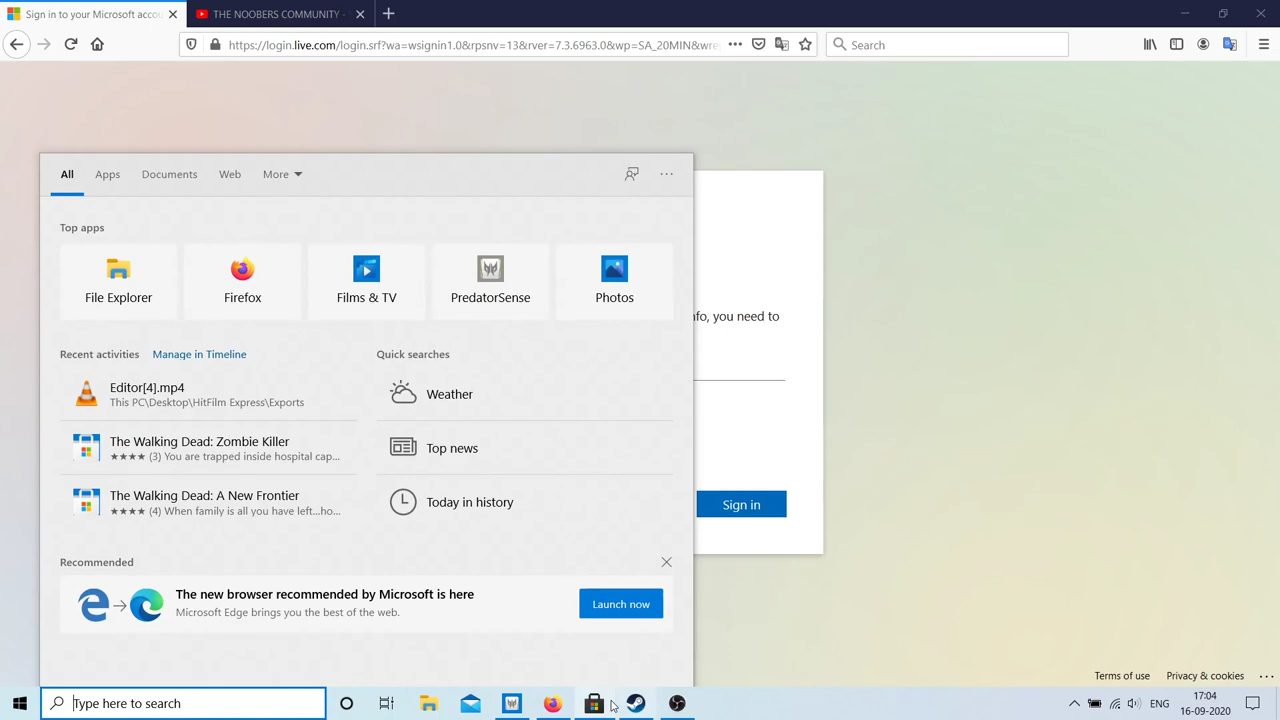 Sign in to your Microsoft accou
THE NOOBERS COMMUNITY -
https://login.live.com/login.srf?wa=wsignin1.0&rpsnv=13&rver=7.3.6963.0&wp=SA_20MIN&wre
Search
All
Apps
Documents
Web
More
Top apps
File Explorer
Firefox
Films & TV
PredatorSense
Photos
nfo, you need to
Recent activities
Manage in Timeline
Quick searches
Editor[4].mp4
This PC\Desktop\HitFilm Express\Exports
Weather
The Walking Dead: Zombie Killer
★★★★ (3) You are trapped inside hospital cap...
Top news
The Walking Dead: A New Frontier
★★★★ (4) When family is all you have left...ho...
Today in history
Sign in
Recommended
The new browser recommended by Microsoft is here
Microsoft Edge brings you the best of the web.
Launch now
Terms of use
Privacy & cookies
Type here to search
ENG
17:04
16-09-2020